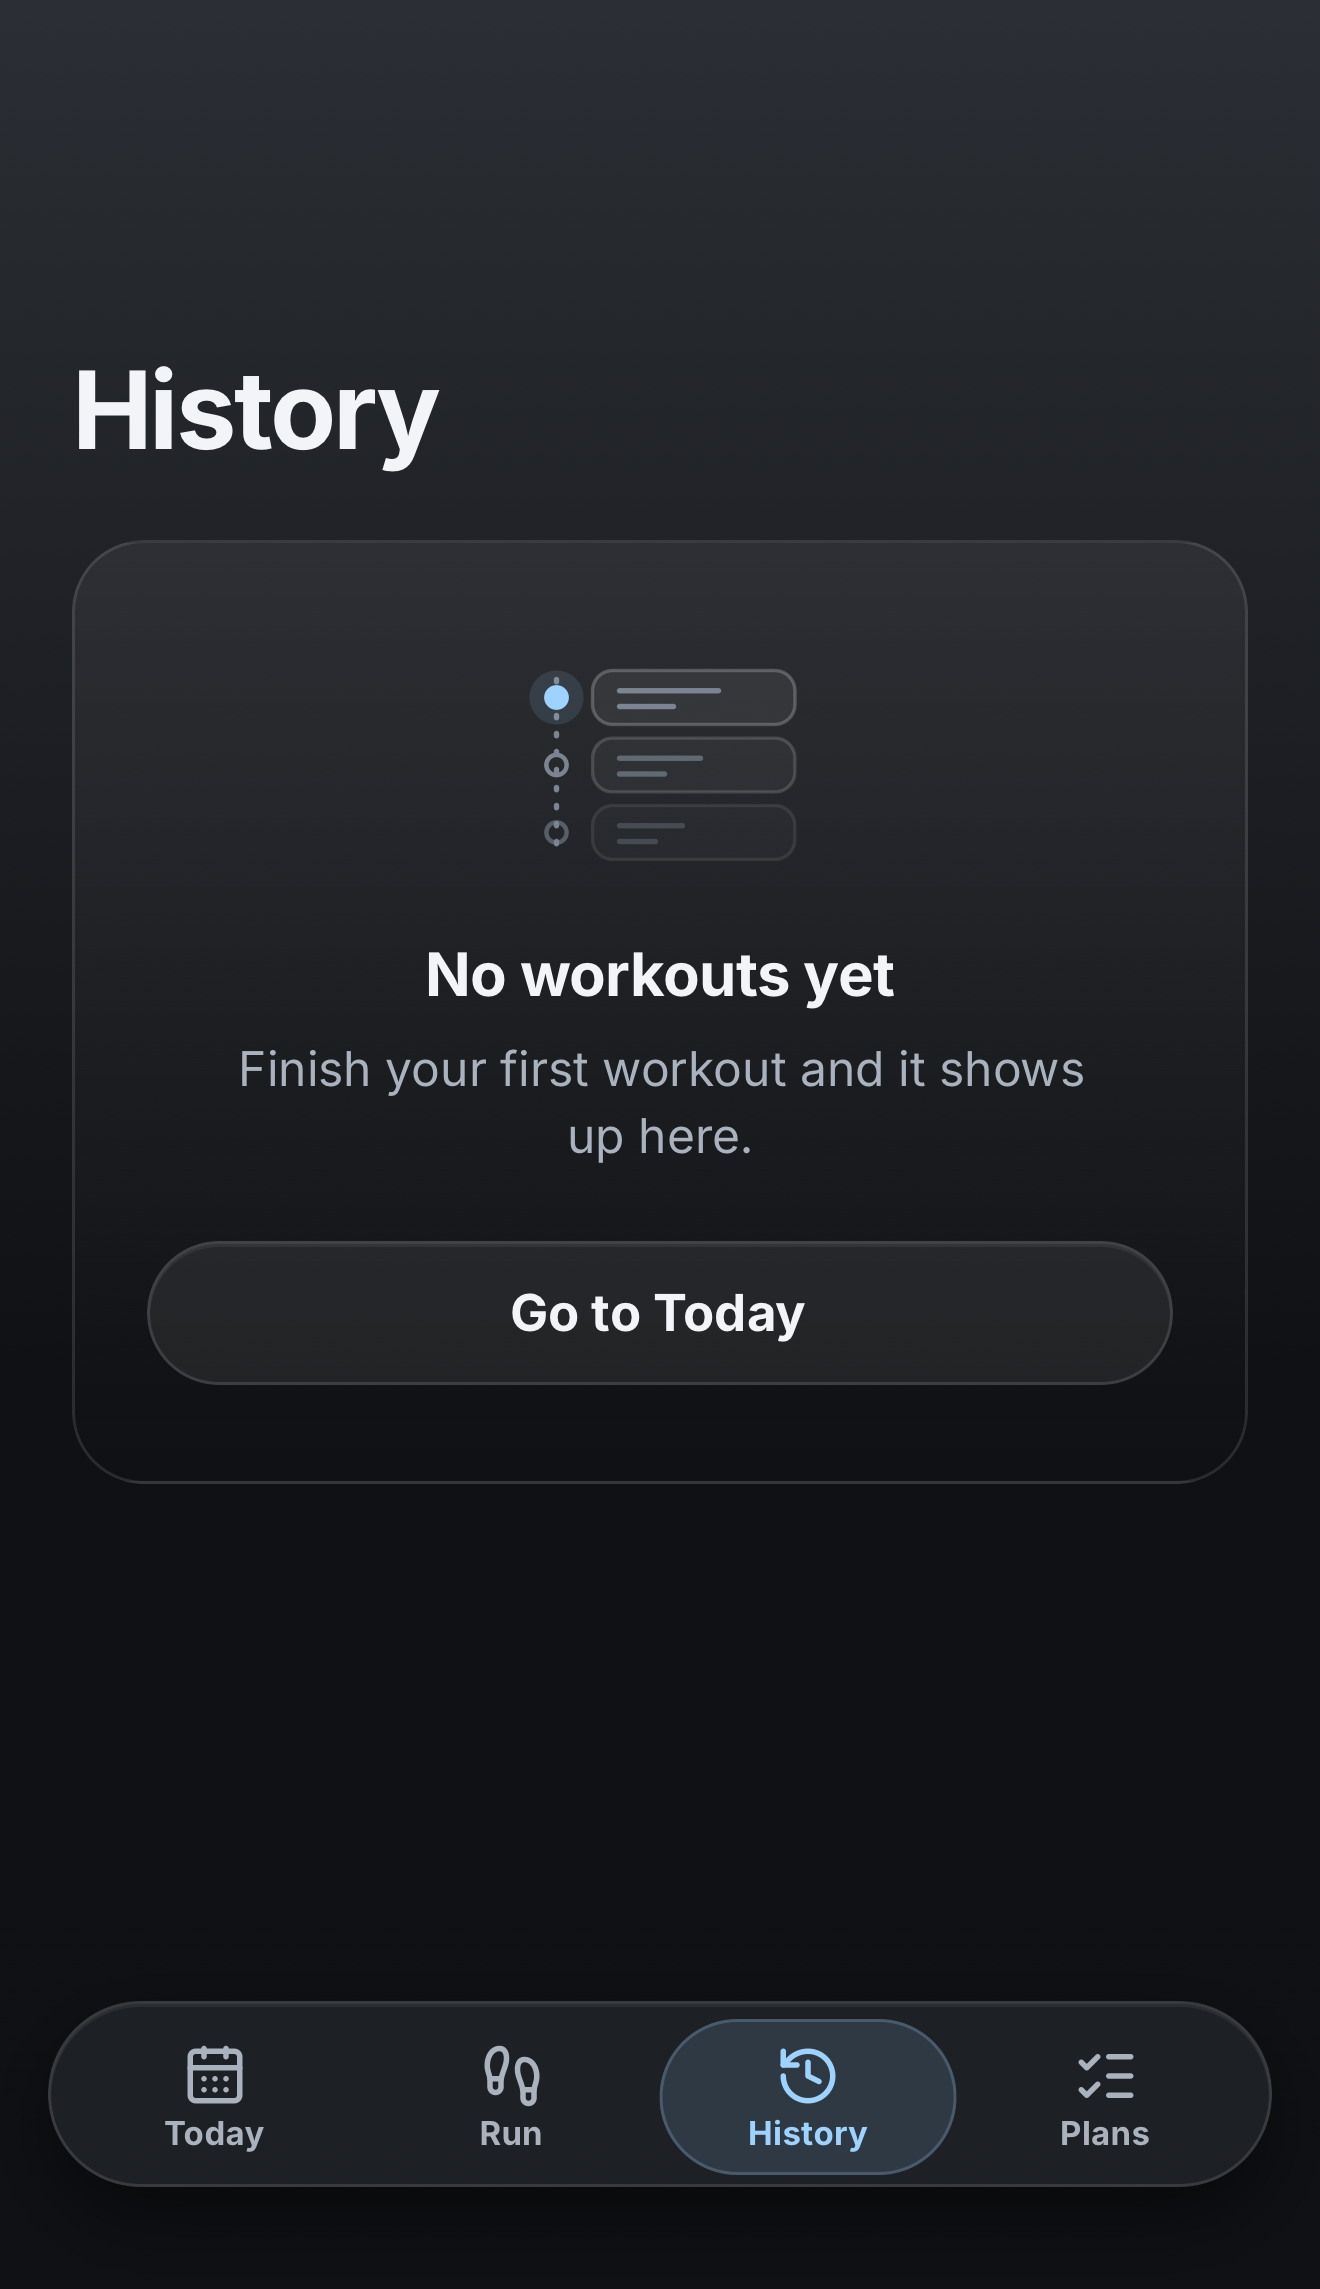 History
No workouts yet
Finish your first workout and it shows
up here.
Go to Today
Today
Run
History
Plans